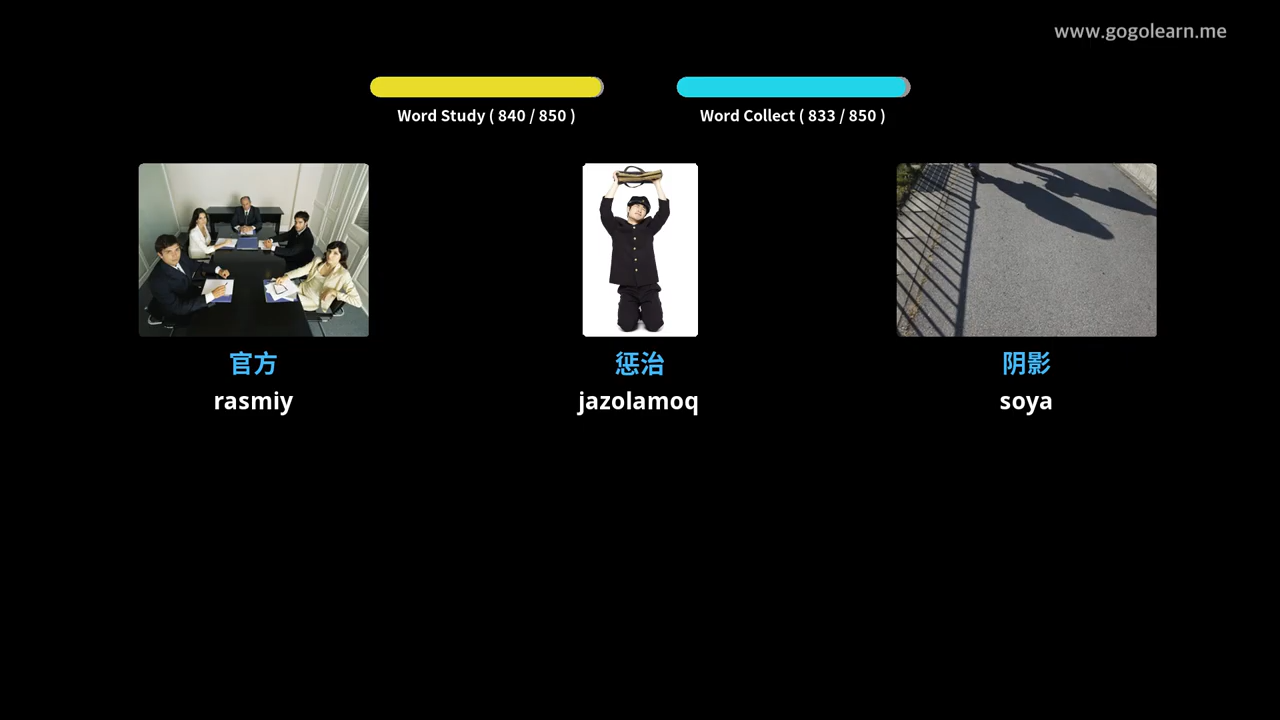 www.gogolearn.me
Word Study ( 840 / 850 )
Word Collect ( 833 / 850 )
官方
惩治
阴影
rasmiy
jazolamoq
soya